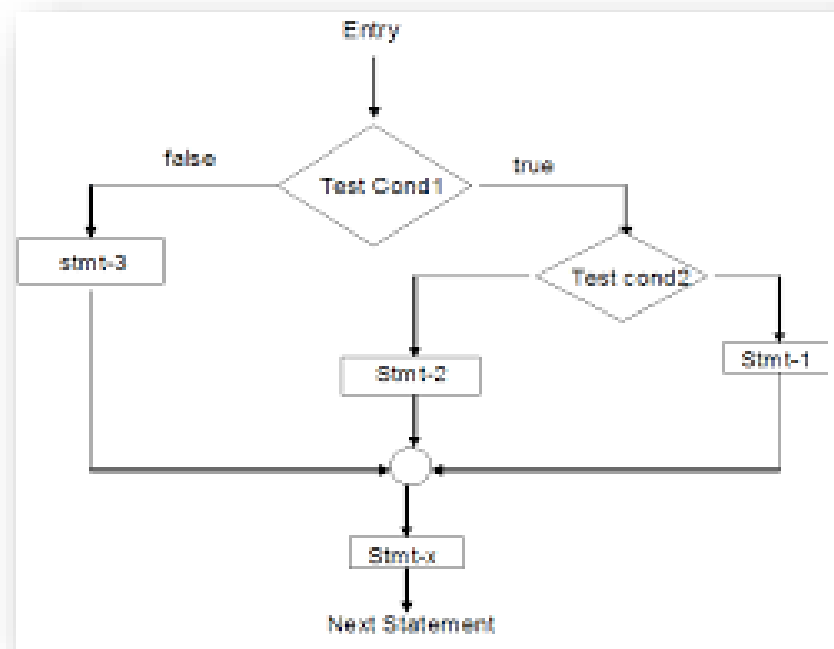 Entry
false
true
Test Cond1
stmt-3
Test cond2
Stmt-1
Stmt-2
Stmt-x
Next Statement